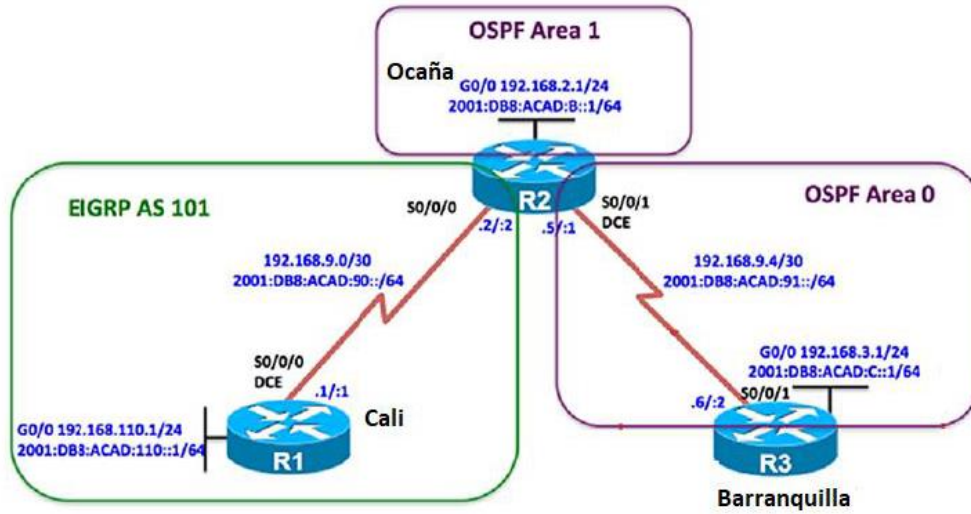 OSPF Area 1
Ocaña
G0/0 192.168.2.1/24
2001:DB8:ACAD:B::1/64
EIGRP AS 101
R2
OSPF Area 0
S0/0/0
.2/:2
.5/:1
S0/0/1
DCE
192.168.9.0/30
2001:DB8:ACAD:90::/64
192.168.9.4/30
2001:DB8:ACAD:91::/64
S0/0/0
DCE
.1/:1
Cali
G0/0 192.168.110.1/24
2001:DB8:ACAD:110::1/64
R1
G0/0 192.168.3.1/24
2001:DB8:ACAD:C::1/64
.6/:2
S0/0/1
R3
Barranquilla